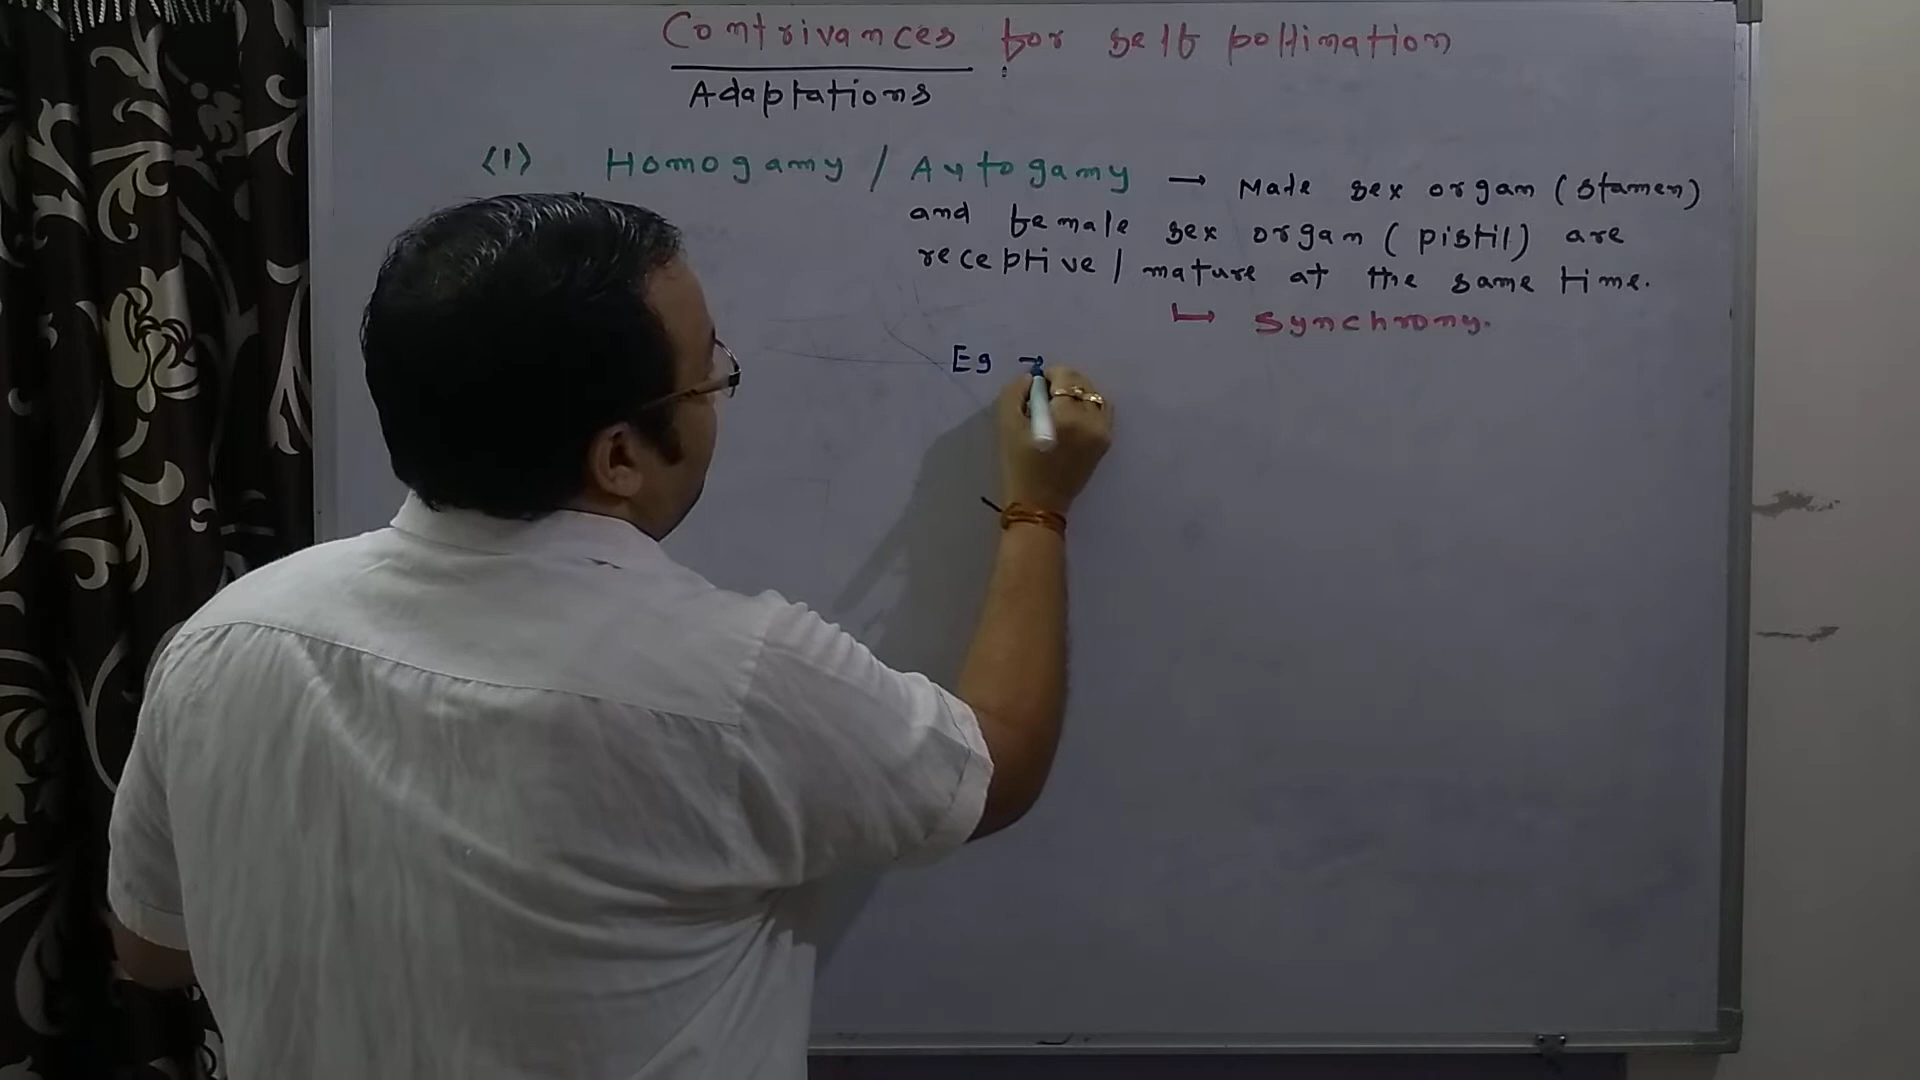 Contrivances for self pollination
Adaptations
(1) Homogamy / Autogamy → Male sex organ (stamen)
and female sex organ (pistil) are
receptive / mature at the same time.
↳ Synchrony.
Eg →